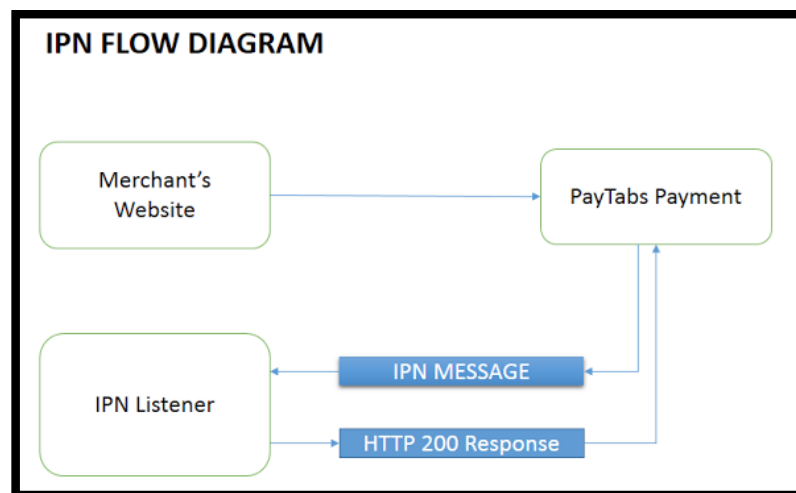 IPN FLOW DIAGRAM
Merchant’s
Website
PayTabs Payment
IPN MESSAGE
IPN Listener
HTTP 200 Response